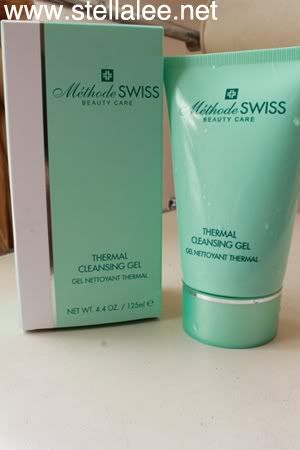 www.stellalee.net
Méthode SWISS
BEAUTY CARE
THERMAL
CLEANSING GEL
GEL NETTOYANT THERMAL
NET WT. 4.4 OZ. / 125ml ℮
Méthode SWISS
BEAUTY CARE
THERMAL
CLEANSING GEL
GEL NETTOYANT THERMAL